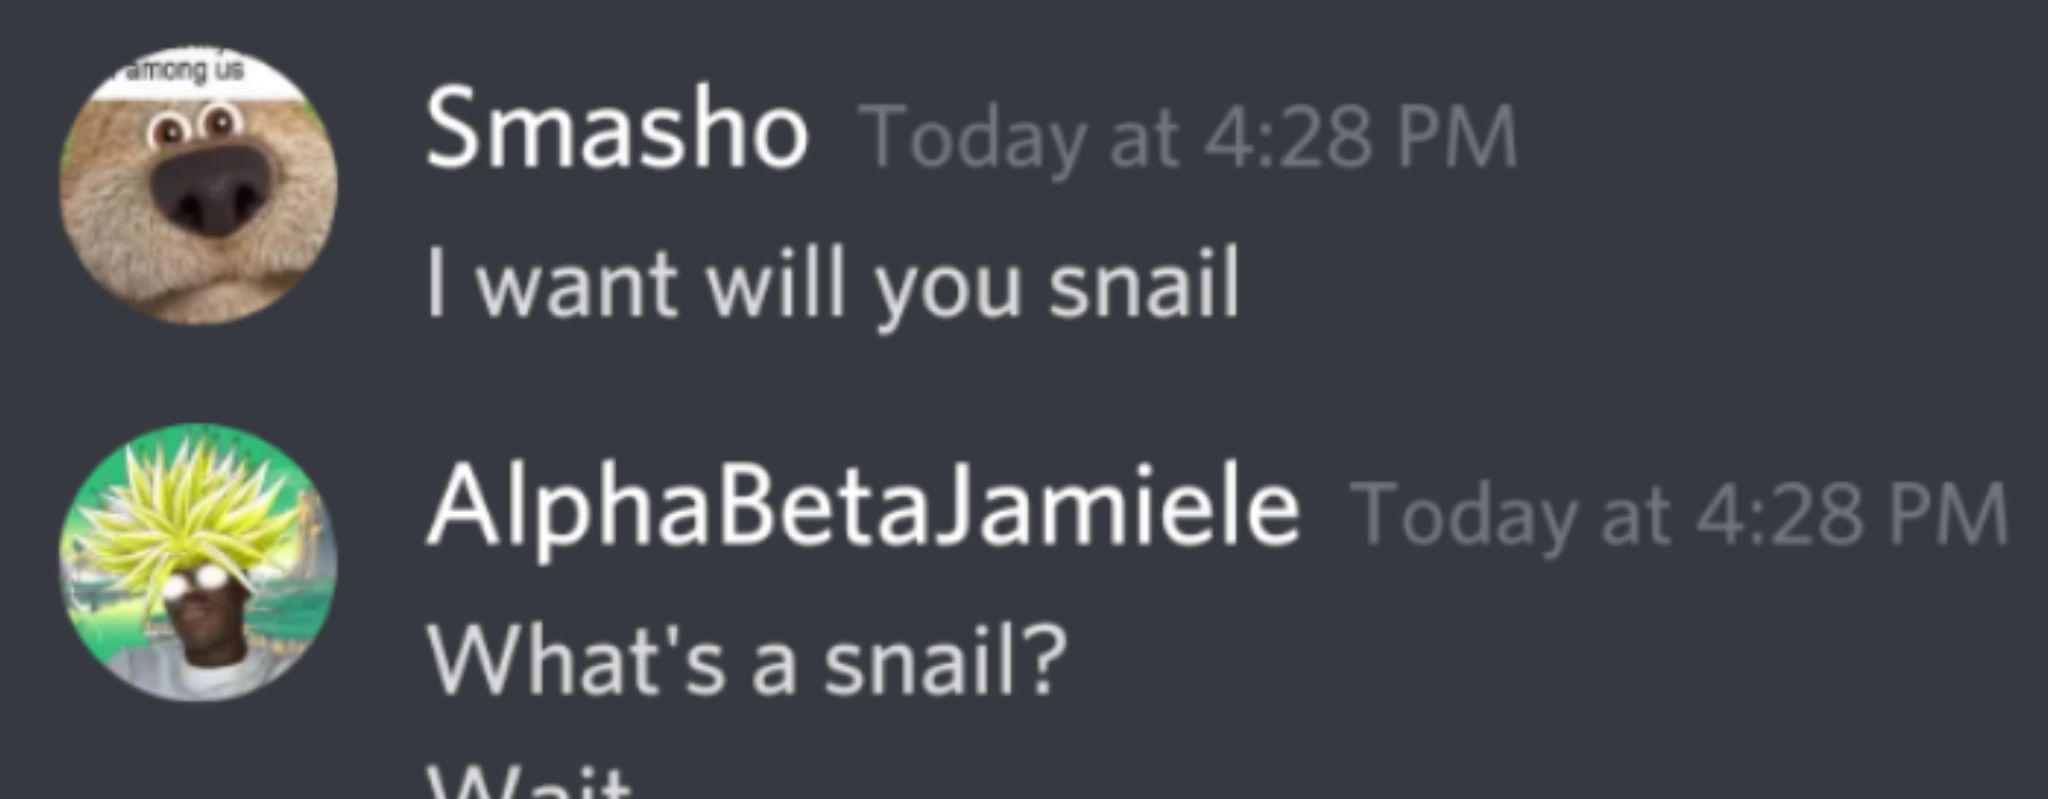 among us
Smasho Today at 4:28 PM
I want will you snail
AlphaBetaJamiele Today at 4:28 PM
What's a snail?
Wait